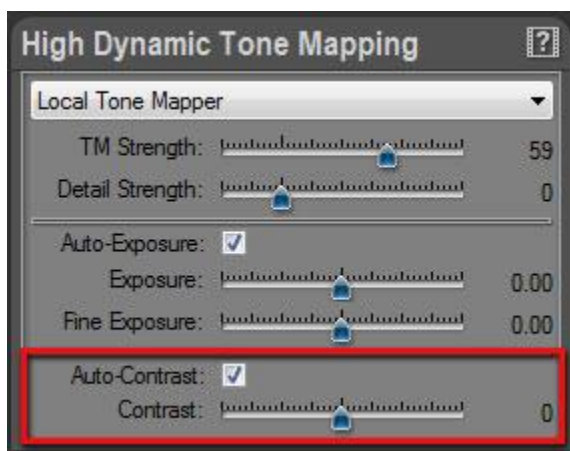 High Dynamic Tone Mapping ?
Local Tone Mapper
TM Strength: 59
Detail Strength: 0
Auto-Exposure:
Exposure: 0.00
Fine Exposure: 0.00
Auto-Contrast:
Contrast: 0